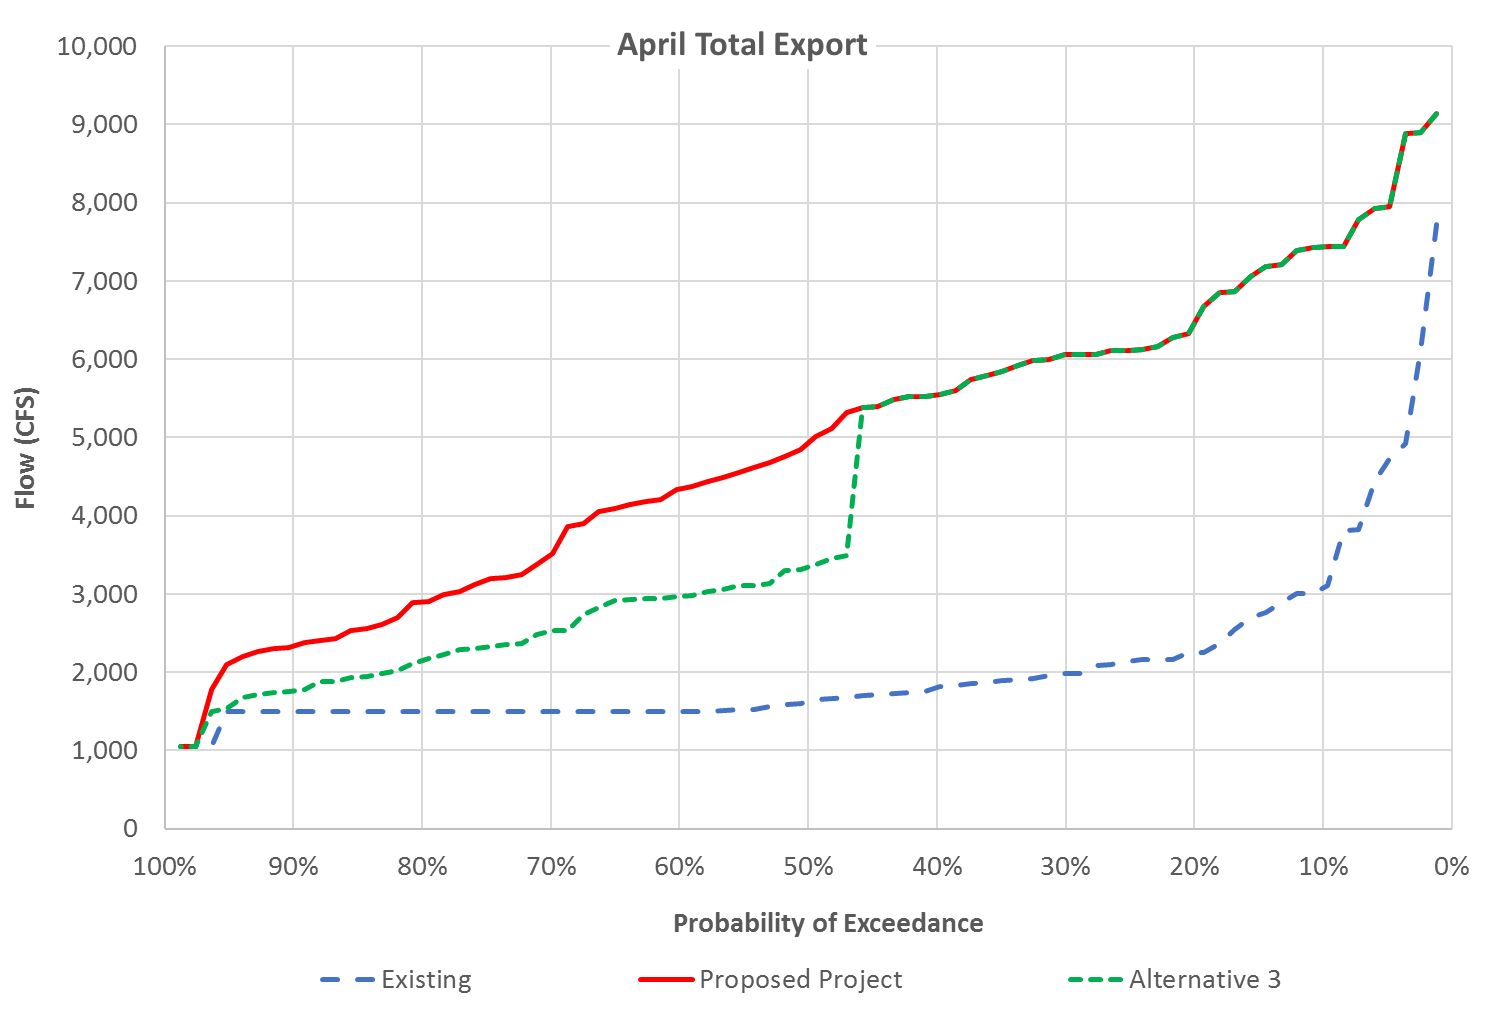 April Total Export
10,000
9,000
8,000
7,000
6,000
5,000
4,000
3,000
2,000
1,000
0
Flow (CFS)
100% 90% 80% 70% 60% 50% 40% 30% 20% 10% 0%
Probability of Exceedance
Existing Proposed Project Alternative 3